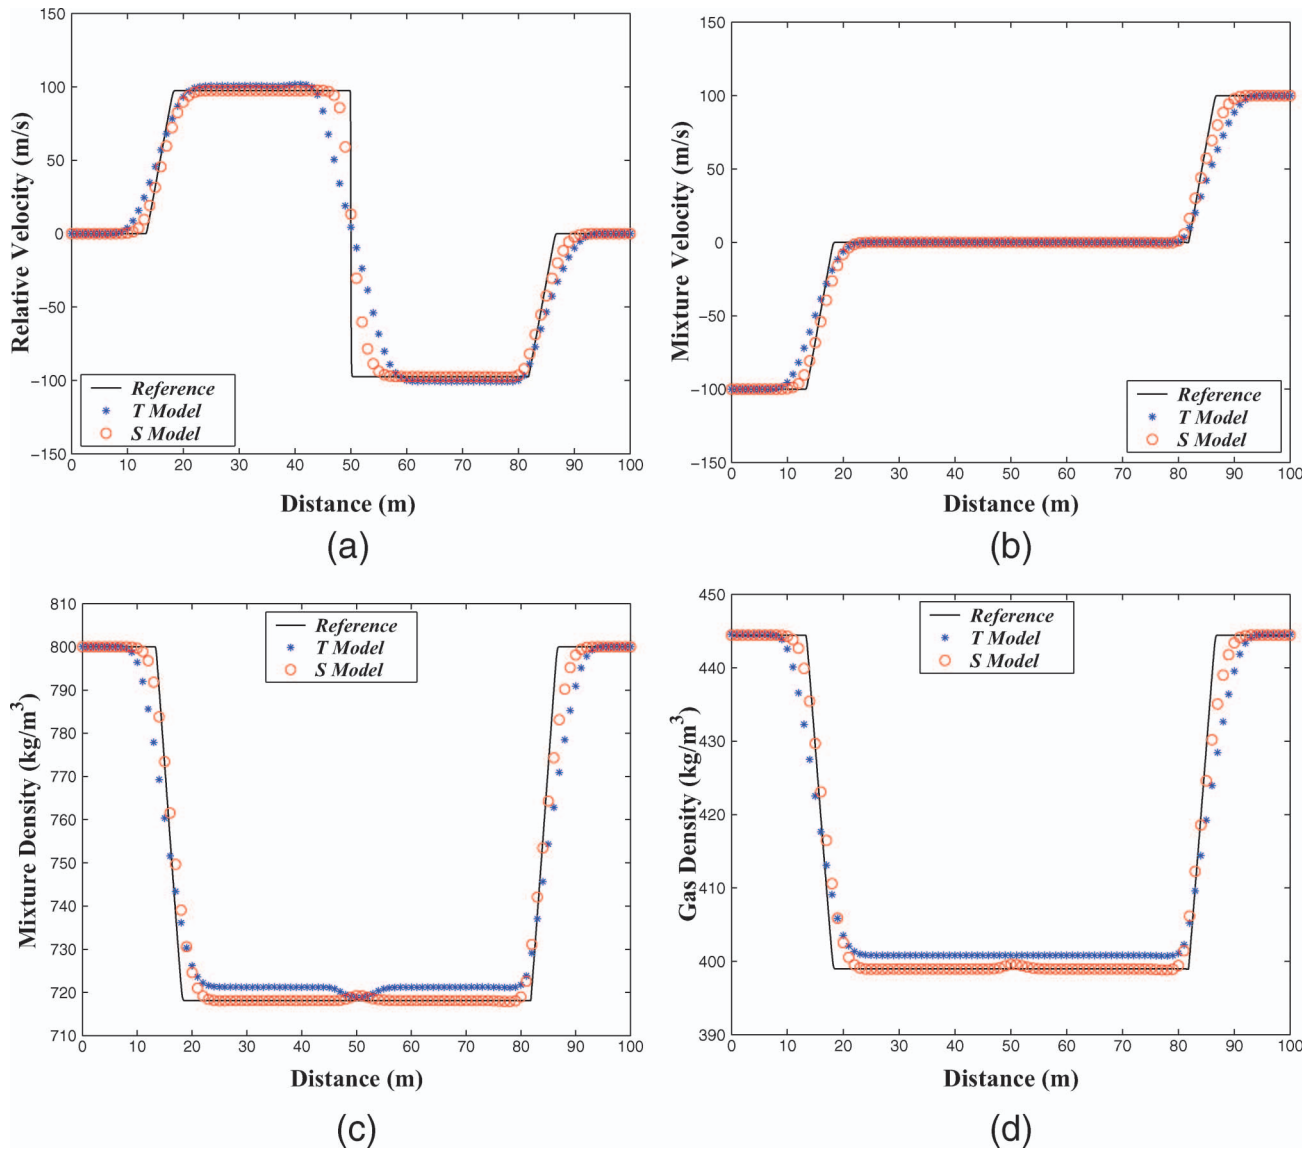 150
100
50
0
−50
−100
−150
Relative Velocity (m/s)
Reference
T Model
S Model
0 10 20 30 40 50 60 70 80 90 100
Distance (m)
(a)
150
100
50
0
−50
−100
−150
Mixture Velocity (m/s)
Reference
T Model
S Model
0 10 20 30 40 50 60 70 80 90 100
Distance (m)
(b)
810
800
790
780
770
760
750
740
730
720
710
Mixture Density (kg/m³)
Reference
T Model
S Model
0 10 20 30 40 50 60 70 80 90 100
Distance (m)
(c)
450
440
430
420
410
400
390
Gas Density (kg/m³)
Reference
T Model
S Model
0 10 20 30 40 50 60 70 80 90 100
Distance (m)
(d)